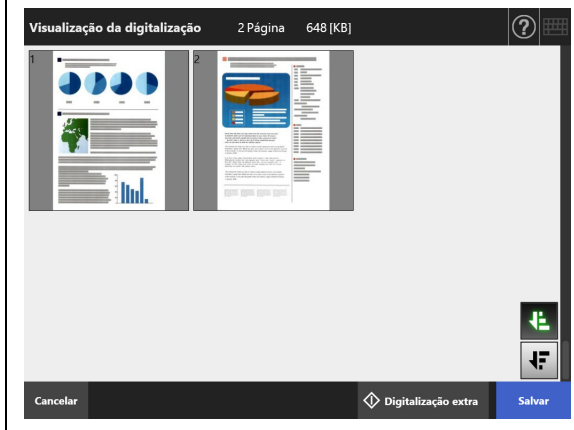 Visualização da digitalização 2 Página 648 [KB]
?
1
2
Cancelar
Digitalização extra
Salvar